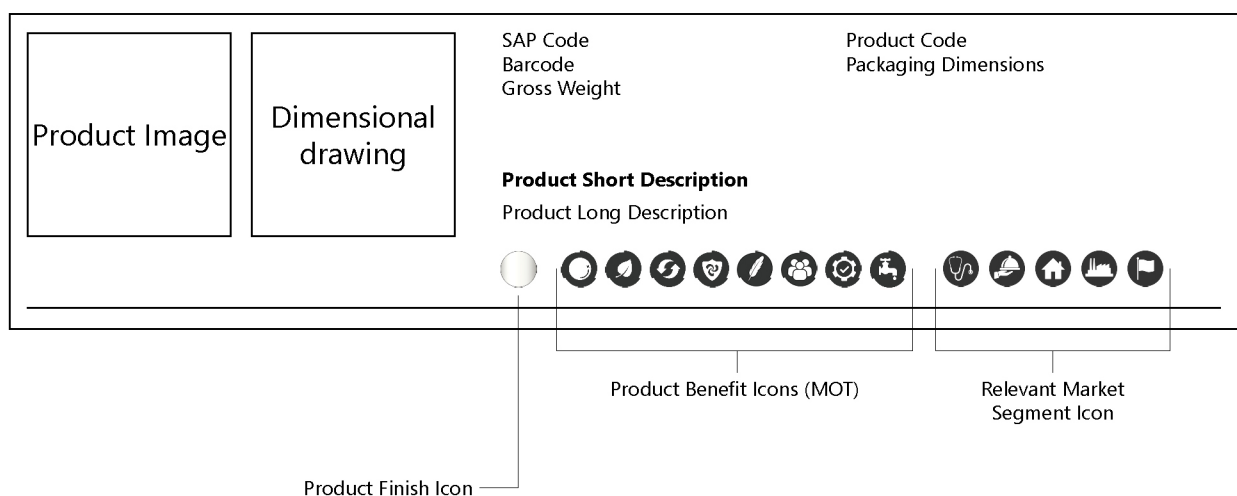 Product Image
Dimensional
drawing
SAP Code
Barcode
Gross Weight
Product Code
Packaging Dimensions
Product Short Description
Product Long Description
Product Benefit Icons (MOT)
Relevant Market
Segment Icon
Product Finish Icon